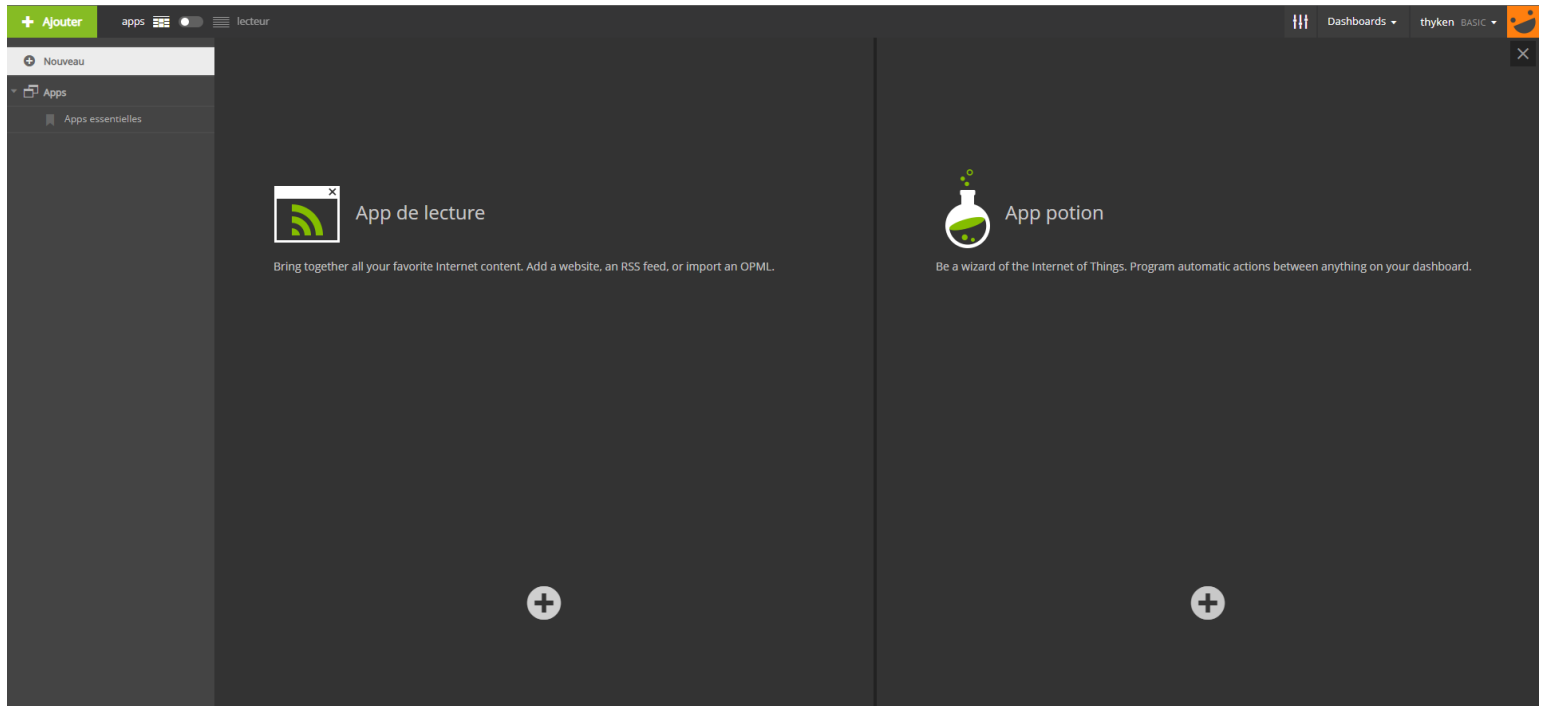 Ajouter apps lecteur Dashboards thyken BASIC
Nouveau
Apps
Apps essentielles
App de lecture
Bring together all your favorite Internet content. Add a website, an RSS feed, or import an OPML.
App potion
Be a wizard of the Internet of Things. Program automatic actions between anything on your dashboard.